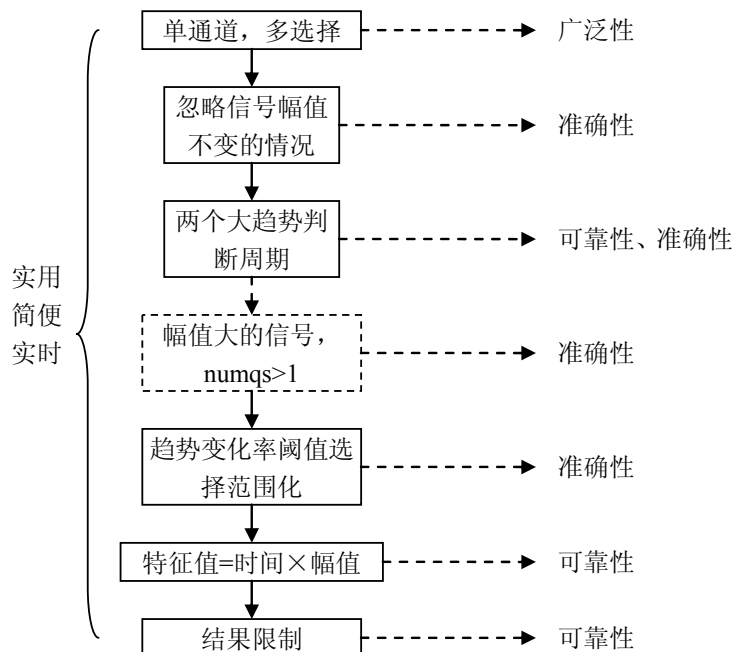 单通道，多选择
广泛性
忽略信号幅值
不变的情况
准确性
两个大趋势判
断周期
可靠性、准确性
实用
简便
实时
幅值大的信号，
numqs>1
准确性
趋势变化率阈值选
择范围化
准确性
特征值=时间×幅值
可靠性
结果限制
可靠性